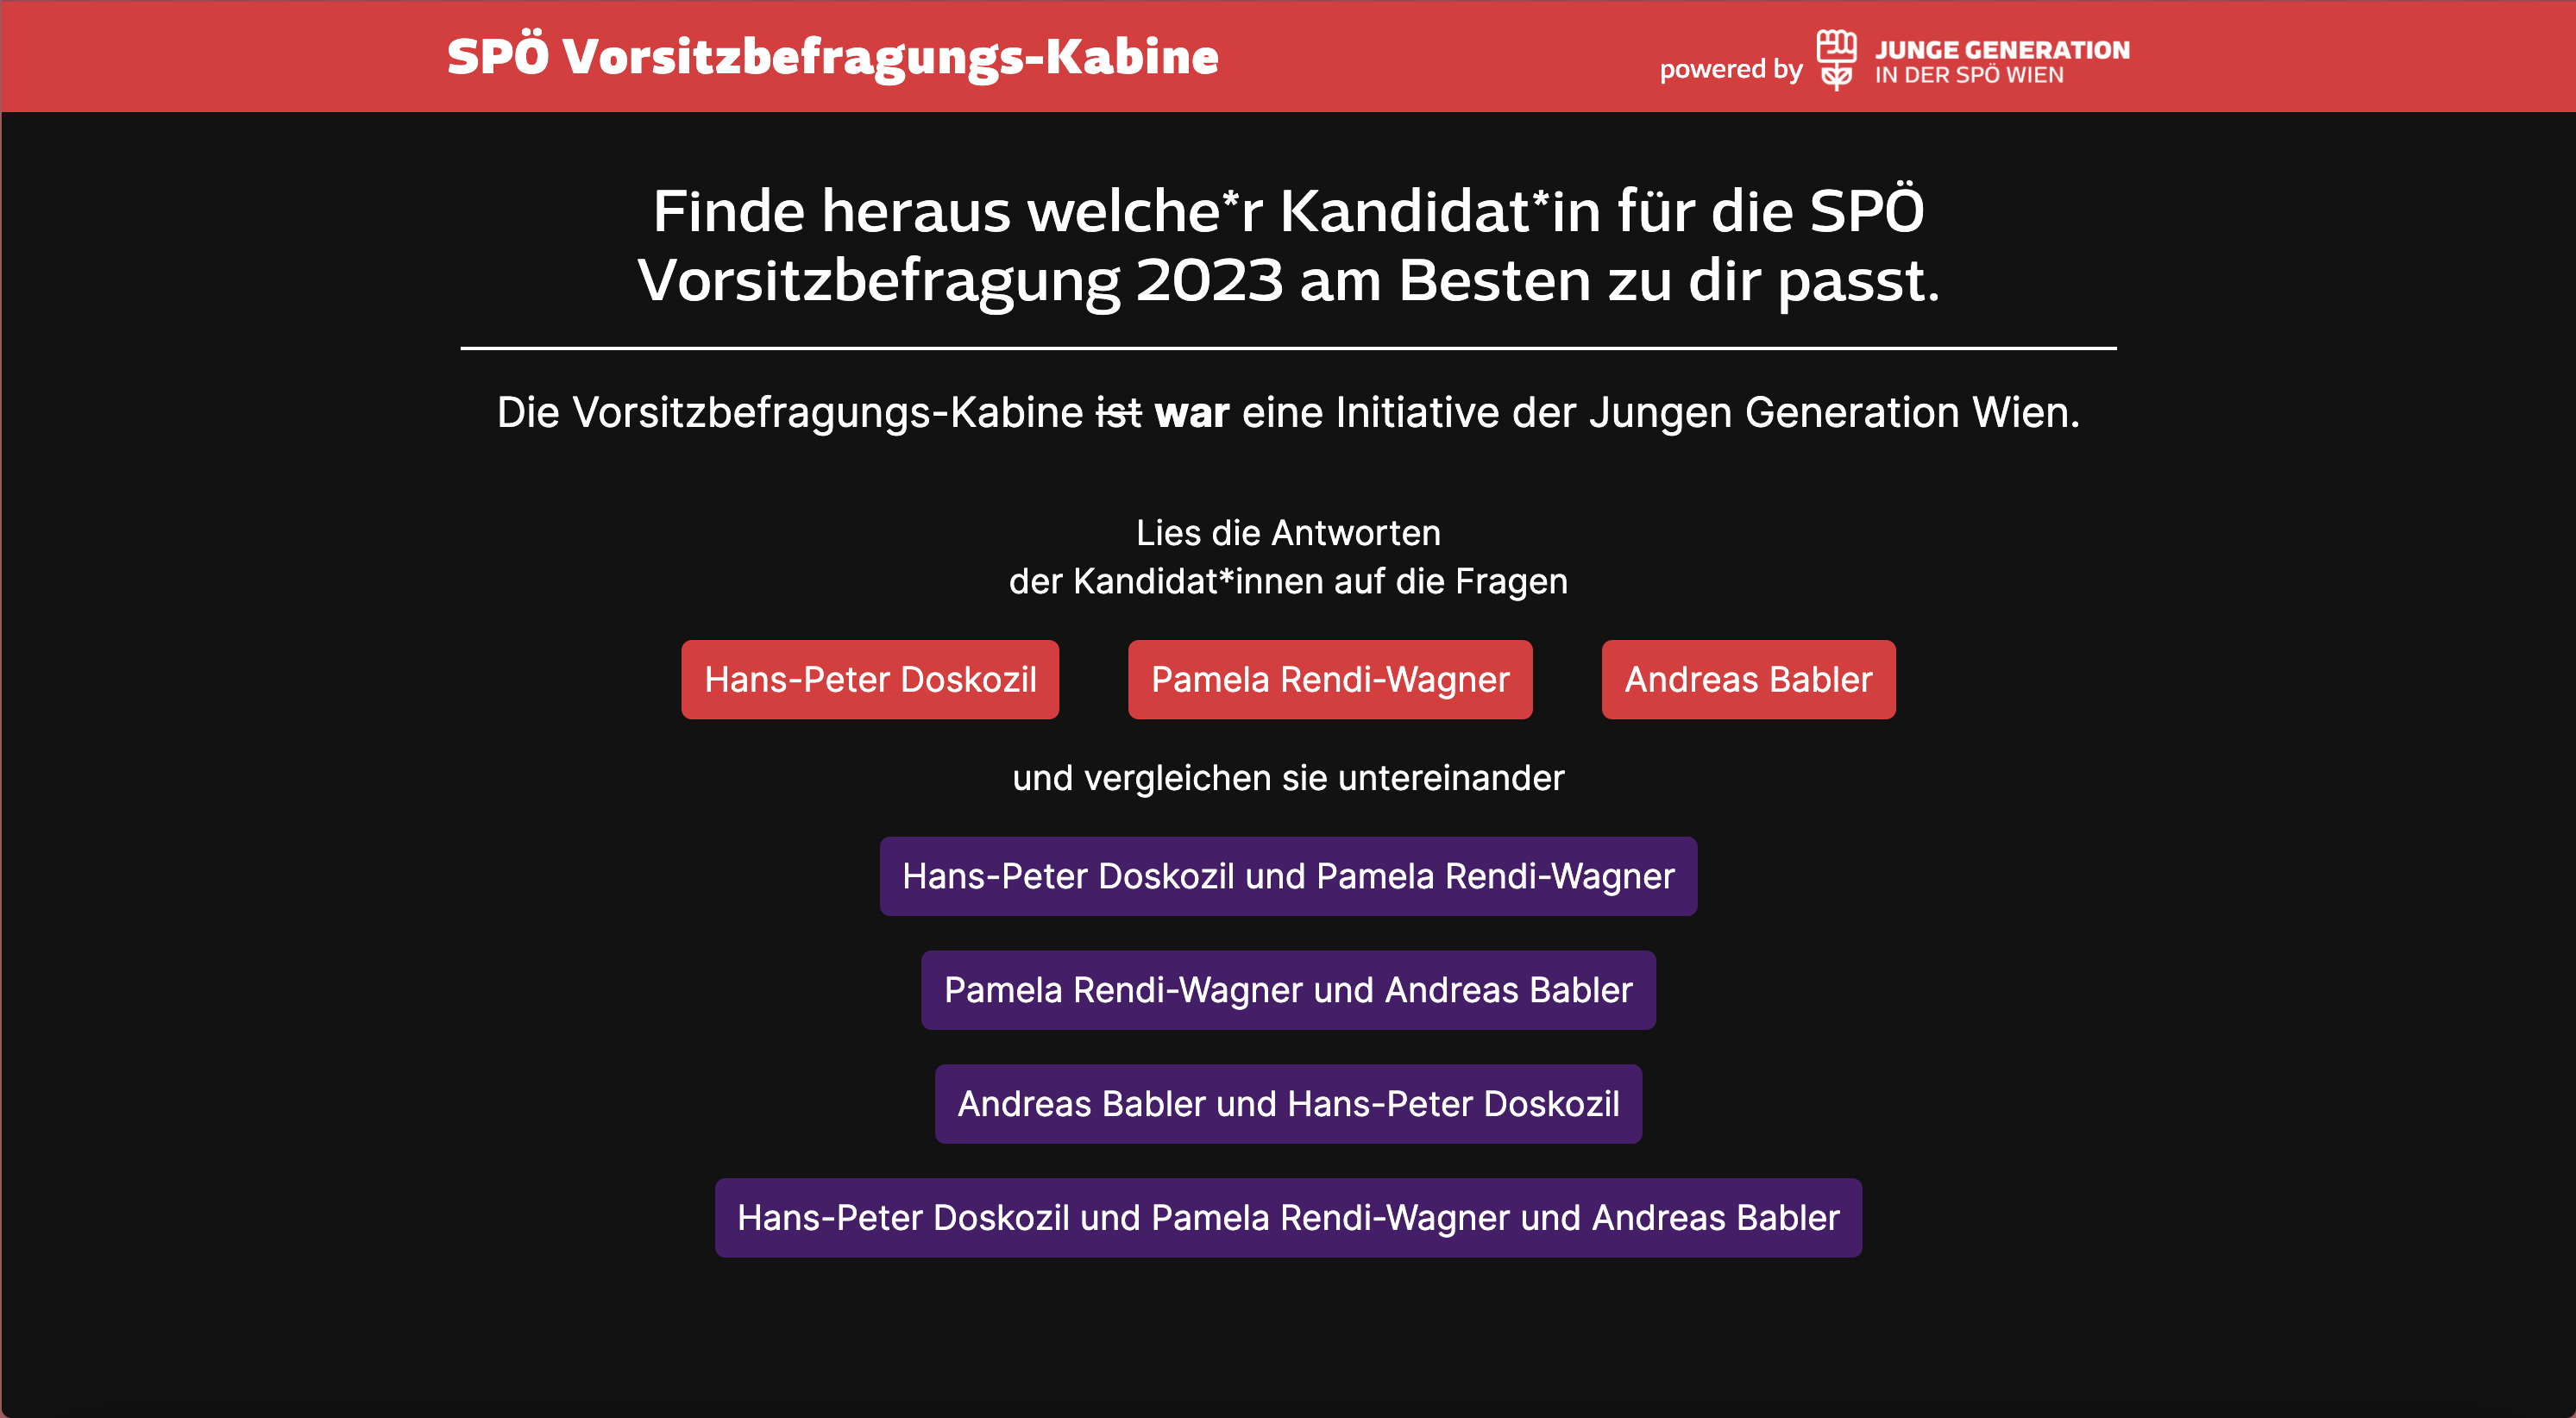 SPÖ Vorsitzbefragungs-Kabine
powered by
JUNGE GENERATION
IN DER SPÖ WIEN
Finde heraus welche*r Kandidat*in für die SPÖ
Vorsitzbefragung 2023 am Besten zu dir passt.
Die Vorsitzbefragungs-Kabine ist war eine Initiative der Jungen Generation Wien.
Lies die Antworten
der Kandidat*innen auf die Fragen
Hans-Peter Doskozil
Pamela Rendi-Wagner
Andreas Babler
und vergleichen sie untereinander
Hans-Peter Doskozil und Pamela Rendi-Wagner
Pamela Rendi-Wagner und Andreas Babler
Andreas Babler und Hans-Peter Doskozil
Hans-Peter Doskozil und Pamela Rendi-Wagner und Andreas Babler